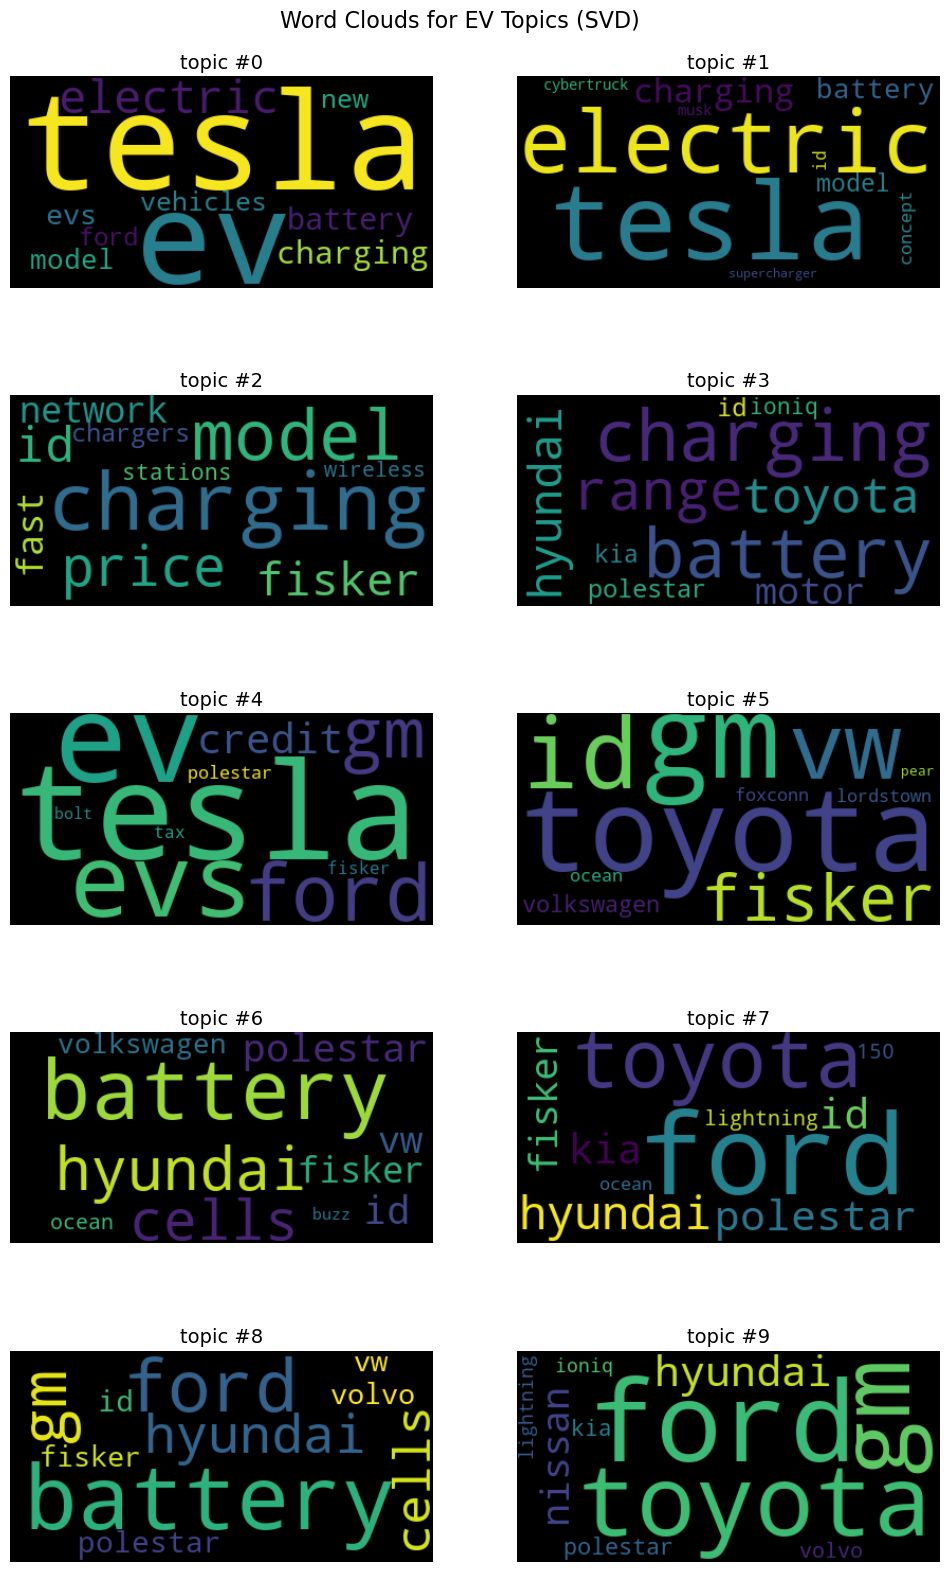 Word Clouds for EV Topics (SVD)
topic #0
electric new
tesla
vehicles
evs ford ev battery
model charging
topic #1
cybertruck charging battery
musk
electric
id
model
tesla concept
supercharger
topic #2
network
id chargers model
stations wireless
fast charging
price fisker
topic #3
id ioniq
charging
hyundai range toyota
kia battery
polestar motor
topic #4
ev credit gm
polestar
tesla
bolt tax
evs ford fisker
topic #5
id gm vw pear
foxconn lordstown
toyota
ocean
volkswagen fisker
topic #6
volkswagen polestar
battery
vw
hyundai fisker
ocean cells buzz id
topic #7
fisker toyota 150
lightning id
kia ford
ocean
hyundai polestar
topic #8
gm id ford vw
volvo
hyundai cells
fisker
battery
polestar
topic #9
lightning ioniq hyundai gm
nissan kia ford
toyota
polestar volvo